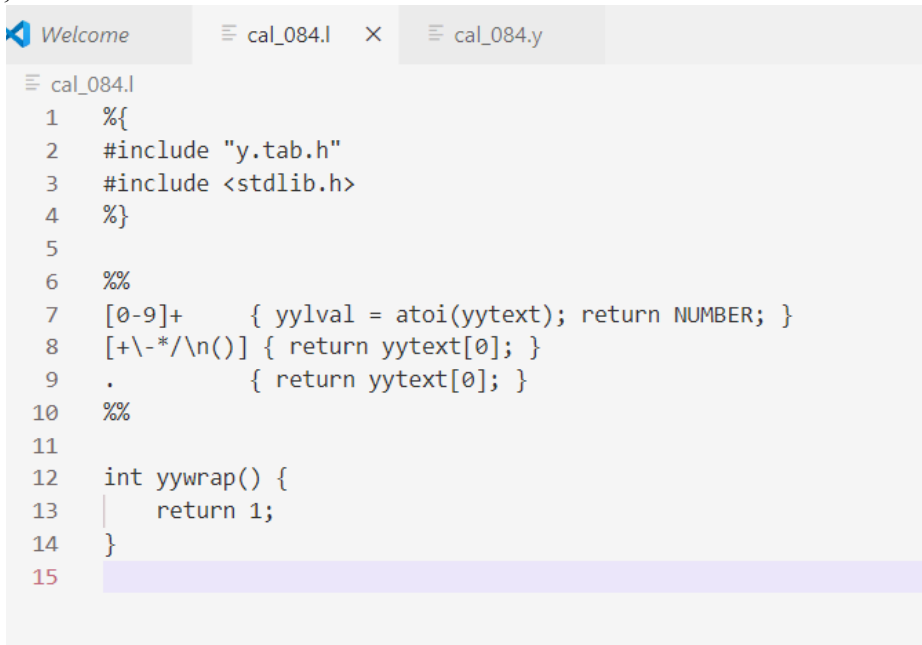 Welcome cal_084.l cal_084.y
cal_084.l
1 %{
2 #include "y.tab.h"
3 #include <stdlib.h>
4 %}
5
6 %%
7 [0-9]+     { yylval = atoi(yytext); return NUMBER; }
8 [+\-*/\n()] { return yytext[0]; }
9 .          { return yytext[0]; }
10 %%
11
12 int yywrap() {
13     return 1;
14 }
15